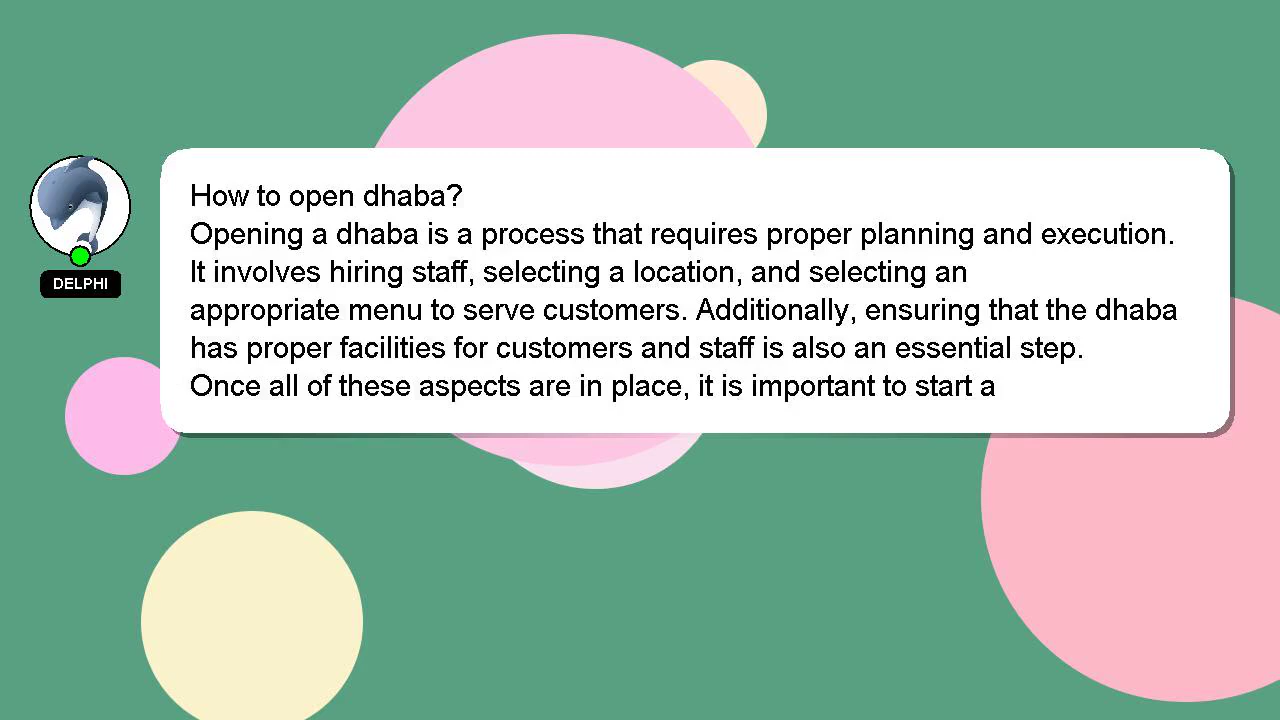 How to open dhaba?
Opening a dhaba is a process that requires proper planning and execution.
It involves hiring staff, selecting a location, and selecting an
appropriate menu to serve customers. Additionally, ensuring that the dhaba
has proper facilities for customers and staff is also an essential step.
Once all of these aspects are in place, it is important to start a
DELPHI